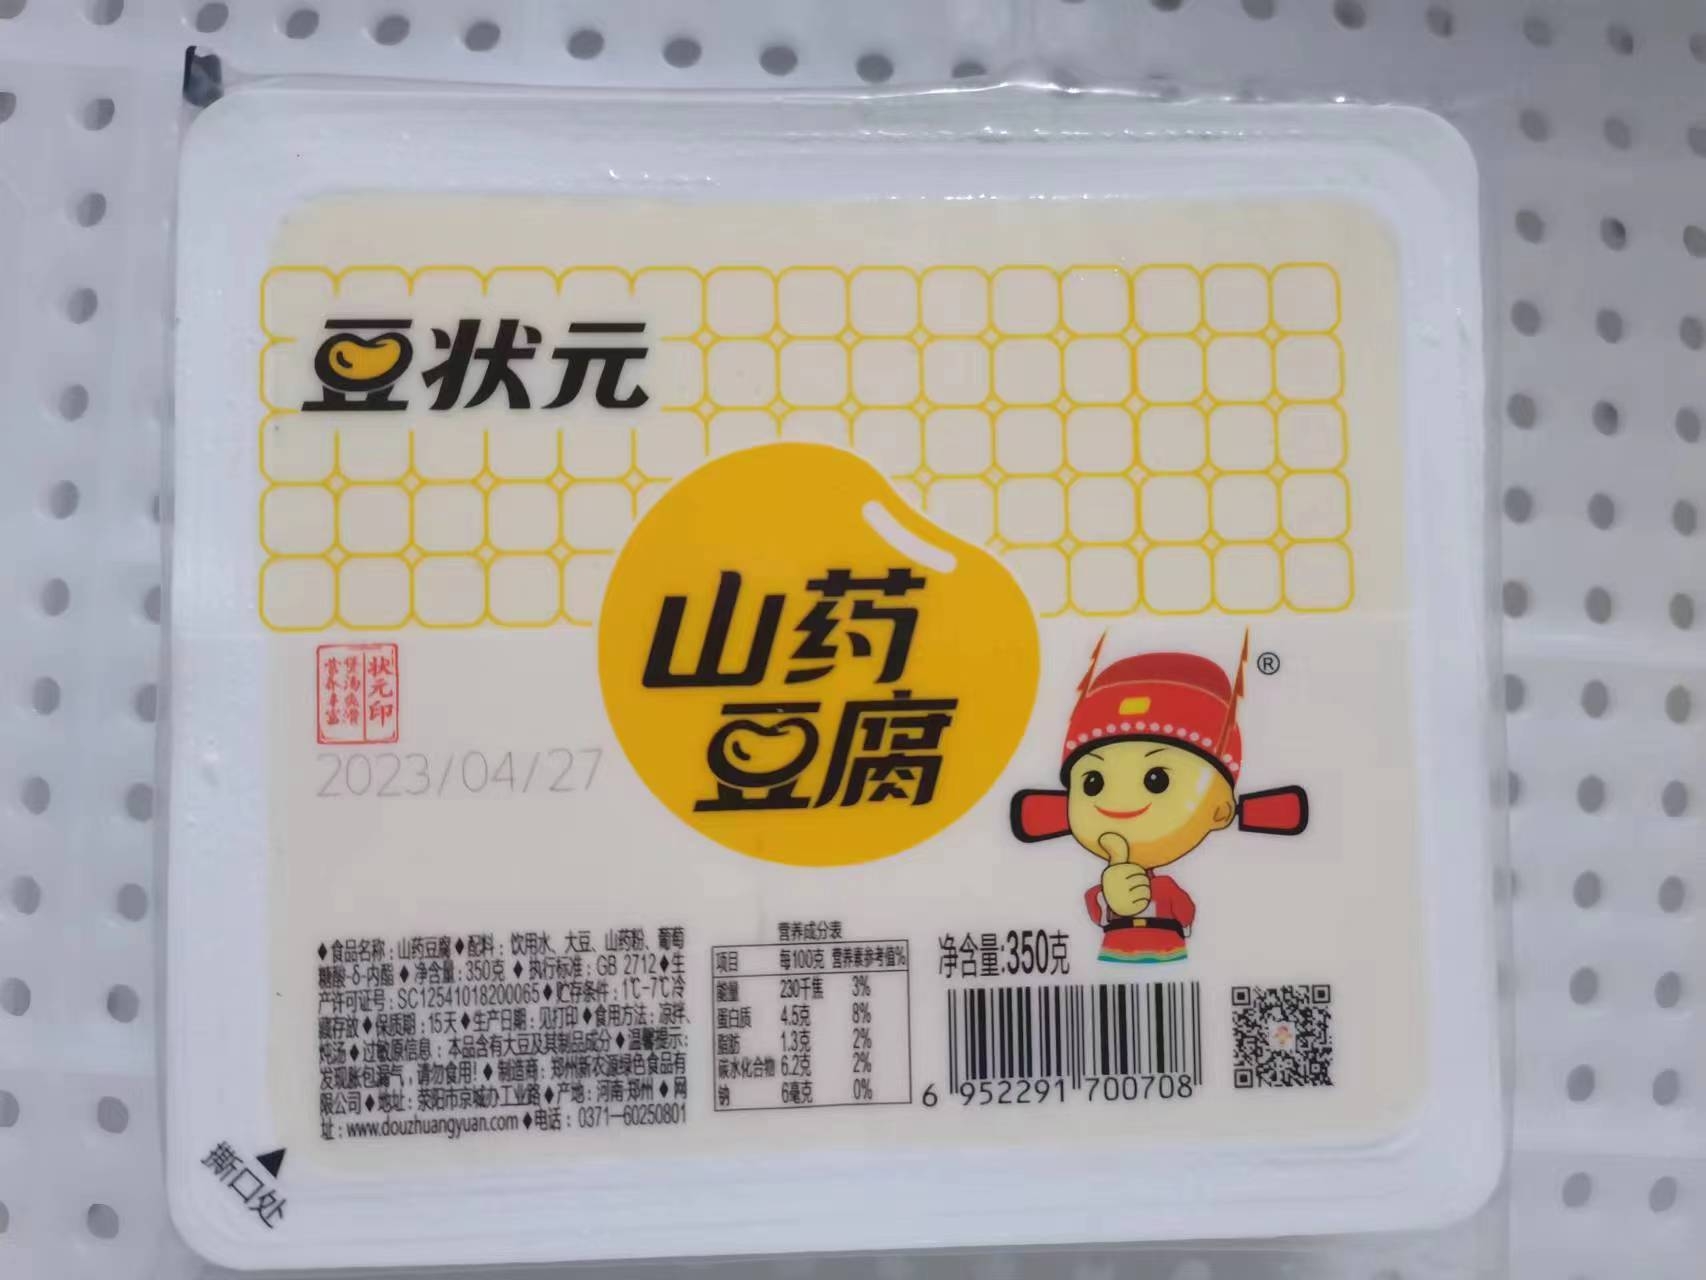 豆状元
山药
豆腐
®
状元印
煲汤爽滑
营养丰富
2023/04/27
◆食品名称：山药豆腐◆配料：饮用水、大豆、山药粉、葡萄
糖酸-δ-内酯◆净含量：350克◆执行标准：GB 2712◆生
产许可证号：SC12541018200065◆贮存条件：1℃-7℃冷
藏存放◆保质期：15天◆生产日期：见打印◆食用方法：凉拌、
炖汤◆过敏原信息：本品含有大豆及其制品成分◆温馨提示：
发现胀包漏气，请勿食用！◆制造商：郑州新农源绿色食品有
限公司◆地址：荥阳市京城办工业路◆产地：河南·郑州◆网
址：www.douzhuangyuan.com◆电话：0371—60250801
营养成分表
项目 每100克 营养素参考值%
能量 230千焦 3%
蛋白质 4.5克 8%
脂肪 1.3克 2%
碳水化合物 6.2克 2%
钠 6毫克 0%
净含量:350克
6 952291 700708
撕口处